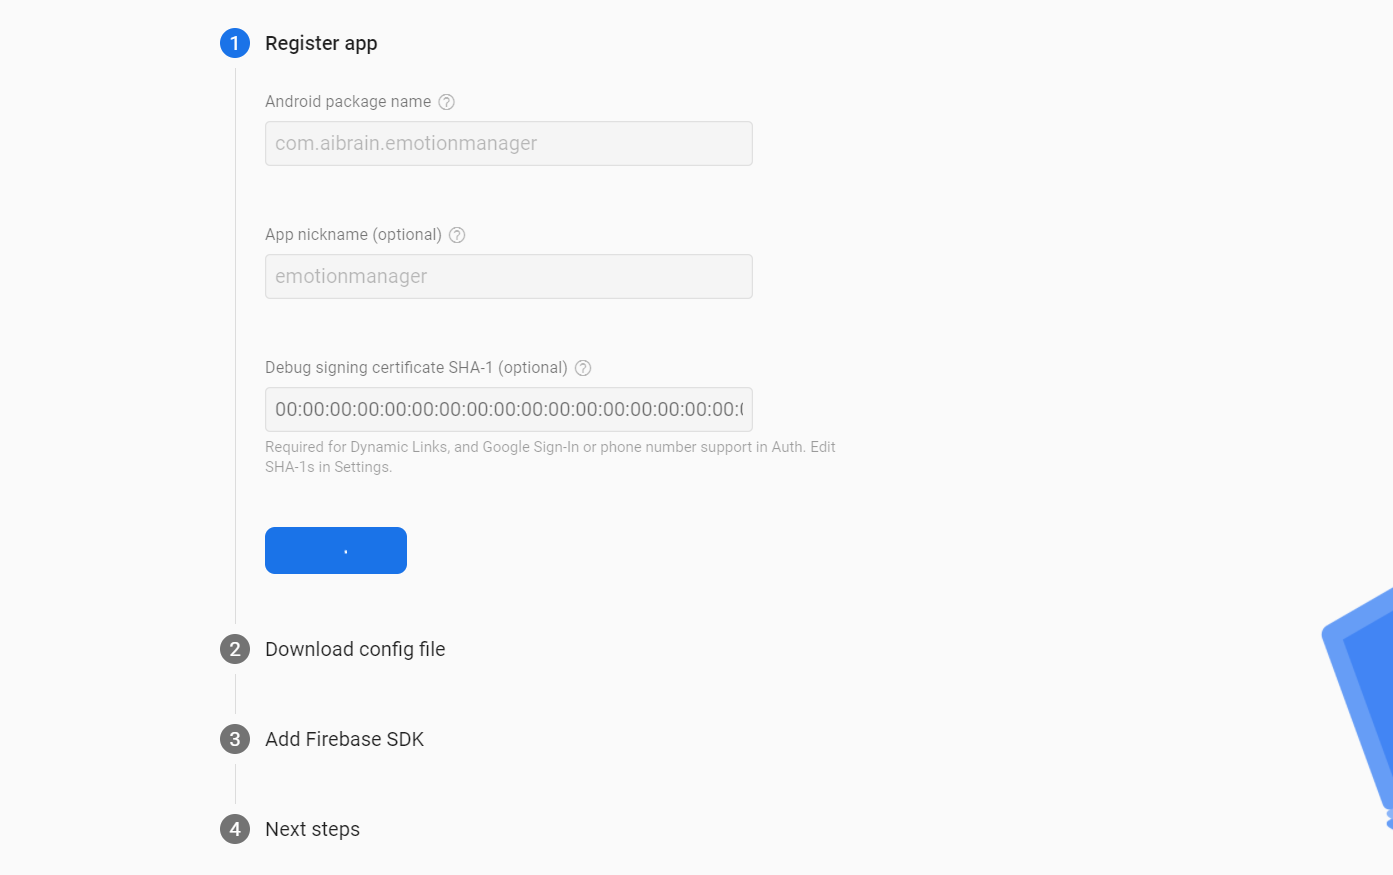 1 Register app
Android package name ?
com.aibrain.emotionmanager
App nickname (optional) ?
emotionmanager
Debug signing certificate SHA-1 (optional) ?
00:00:00:00:00:00:00:00:00:00:00:00:00:00:00:00:00:
Required for Dynamic Links, and Google Sign-In or phone number support in Auth. Edit
SHA-1s in Settings.
2 Download config file
3 Add Firebase SDK
4 Next steps